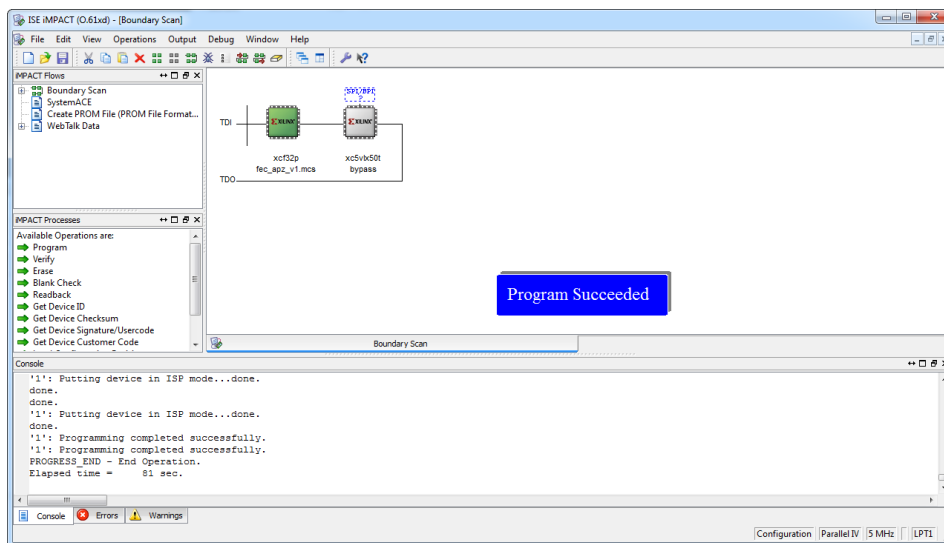 ISE iMPACT (O.61xd) - [Boundary Scan]
File Edit View Operations Output Debug Window Help
iMPACT Flows
Boundary Scan
SystemACE
Create PROM File (PROM File Format...
WebTalk Data
SPI/BPI
?
TDI
XILINX XILINX
xcf32p xc5vlx50t
fec_apz_v1.mcs bypass
TDO
iMPACT Processes
Available Operations are:
Program
Verify
Erase
Blank Check
Readback
Get Device ID
Get Device Checksum
Get Device Signature/Usercode
Get Device Customer Code
Program Succeeded
Boundary Scan
Console
'1': Putting device in ISP mode...done.
done.
done.
'1': Putting device in ISP mode...done.
done.
'1': Programming completed successfully.
'1': Programming completed successfully.
PROGRESS_END - End Operation.
Elapsed time = 81 sec.
Console Errors Warnings
Configuration Parallel IV 5 MHz LPT1